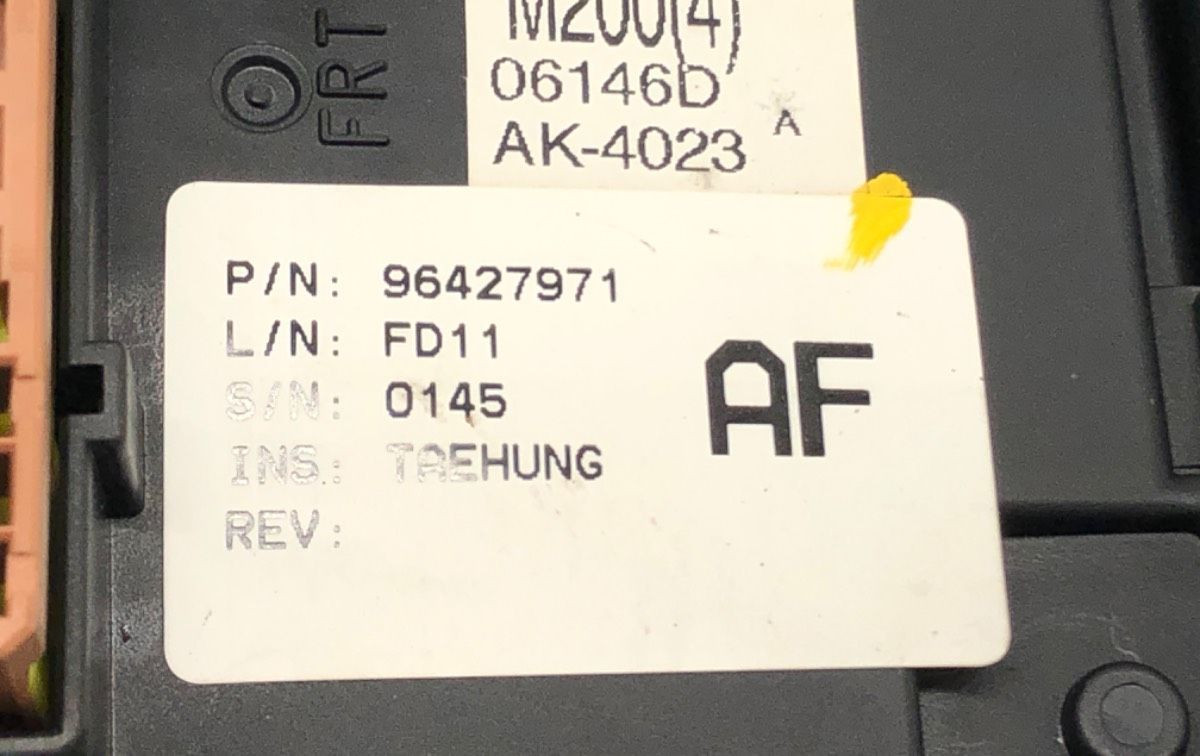 FRT
M200(4)
06146D
A
AK-4023
P/N: 96427971
L/N: FD11
S/N: 0145
INS.: TAEHUNG
REV:
AF